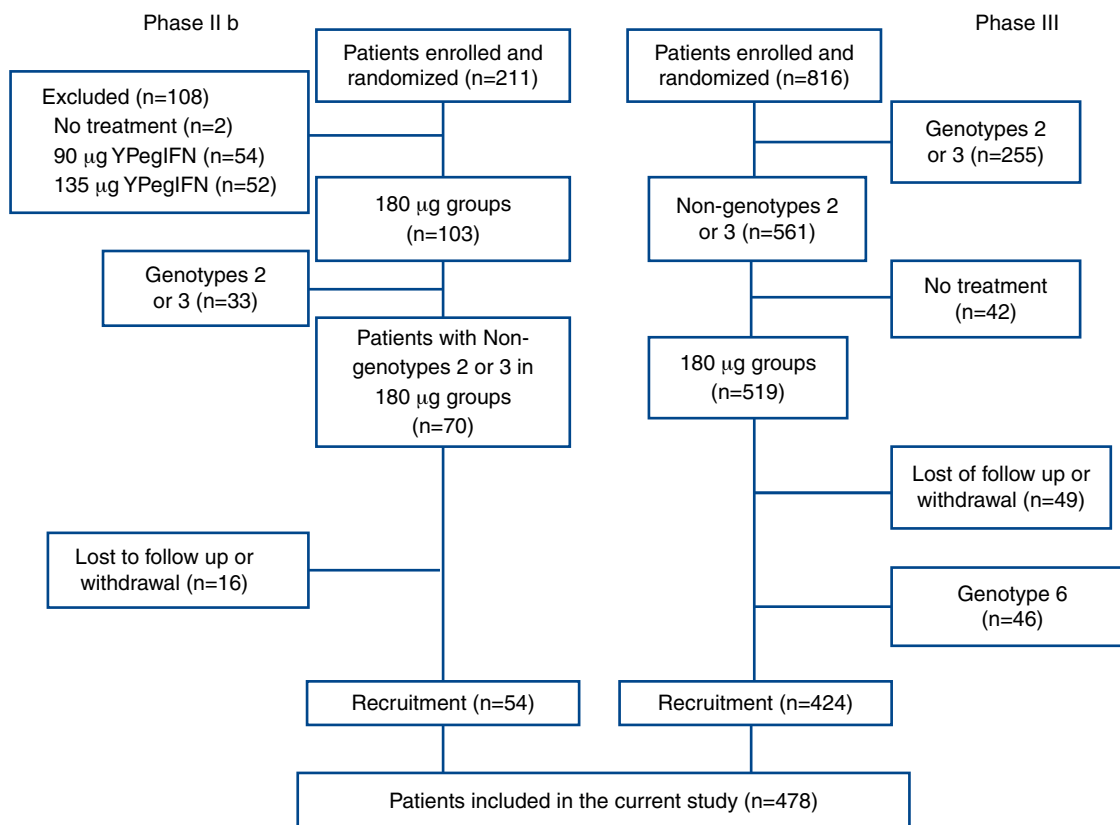 Phase II b
Phase III
Patients enrolled and
randomized (n=211)
Excluded (n=108)
No treatment (n=2)
90 μg YPegIFN (n=54)
135 μg YPegIFN (n=52)
180 μg groups
(n=103)
Genotypes 2
or 3 (n=33)
Patients with Non-
genotypes 2 or 3 in
180 μg groups
(n=70)
Lost to follow up or
withdrawal (n=16)
Recruitment (n=54)
Patients enrolled and
randomized (n=816)
Genotypes 2
or 3 (n=255)
Non-genotypes 2
or 3 (n=561)
No treatment
(n=42)
180 μg groups
(n=519)
Lost of follow up or
withdrawal (n=49)
Genotype 6
(n=46)
Recruitment (n=424)
Patients included in the current study (n=478)